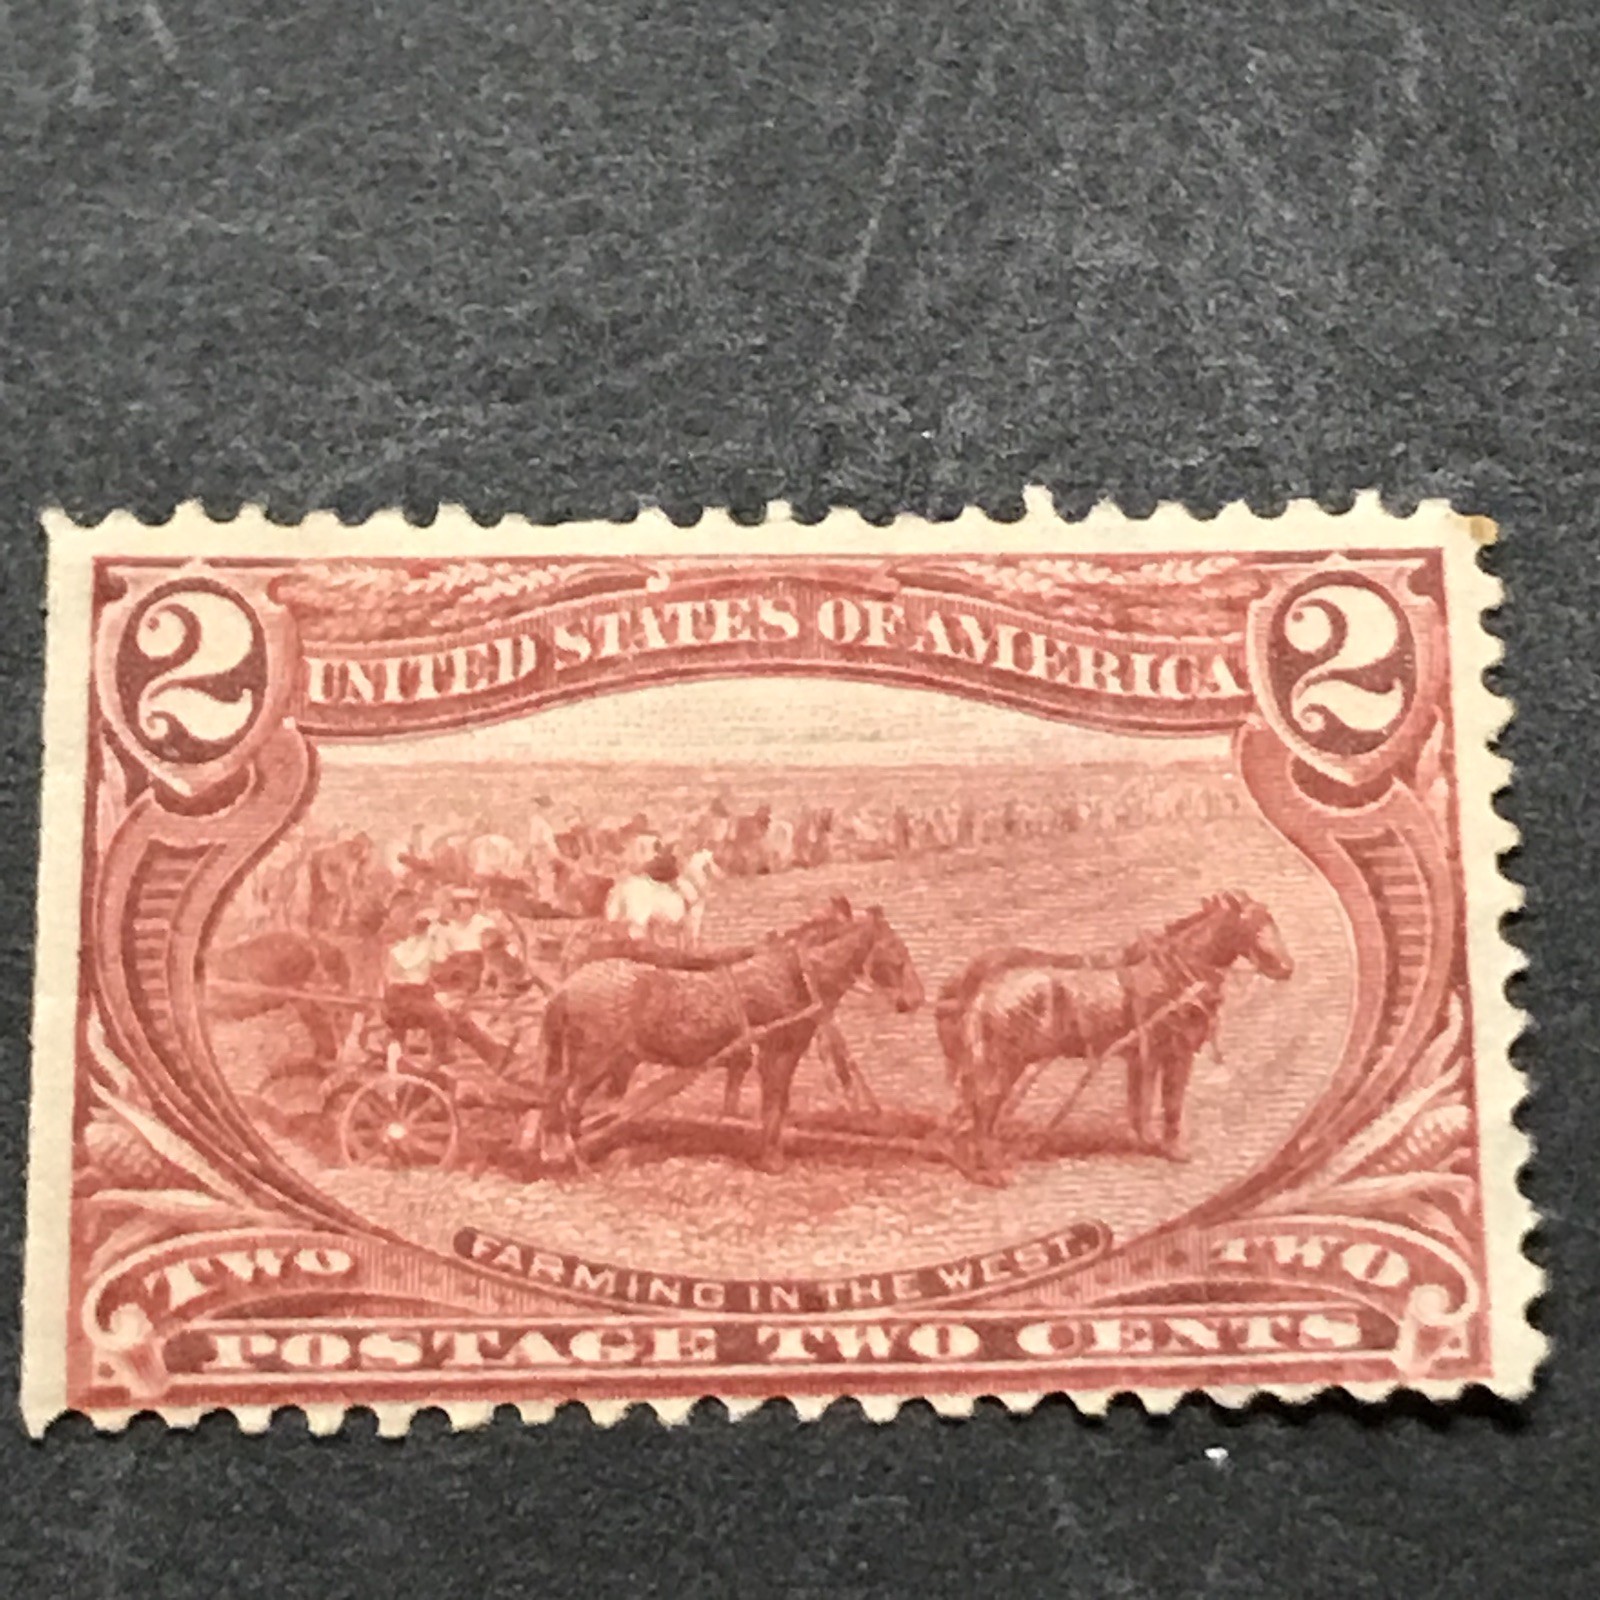 2 2
UNITED STATES OF AMERICA
FARMING IN THE WEST.
TWO TWO
POSTAGE TWO CENTS